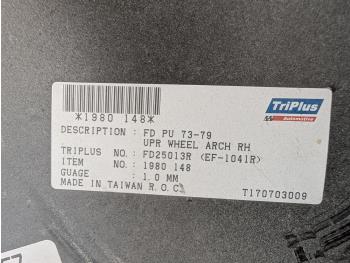 TriPlus
Automotive
*1980 148*
DESCRIPTION : FD PU 73-79
UPR WHEEL ARCH RH
TRIPLUS NO. : FD25013R (EF-1041R)
ITEM NO. : 1980 148
GUAGE : 1.0 MM
MADE IN TAIWAN R.O.C.
T170703009